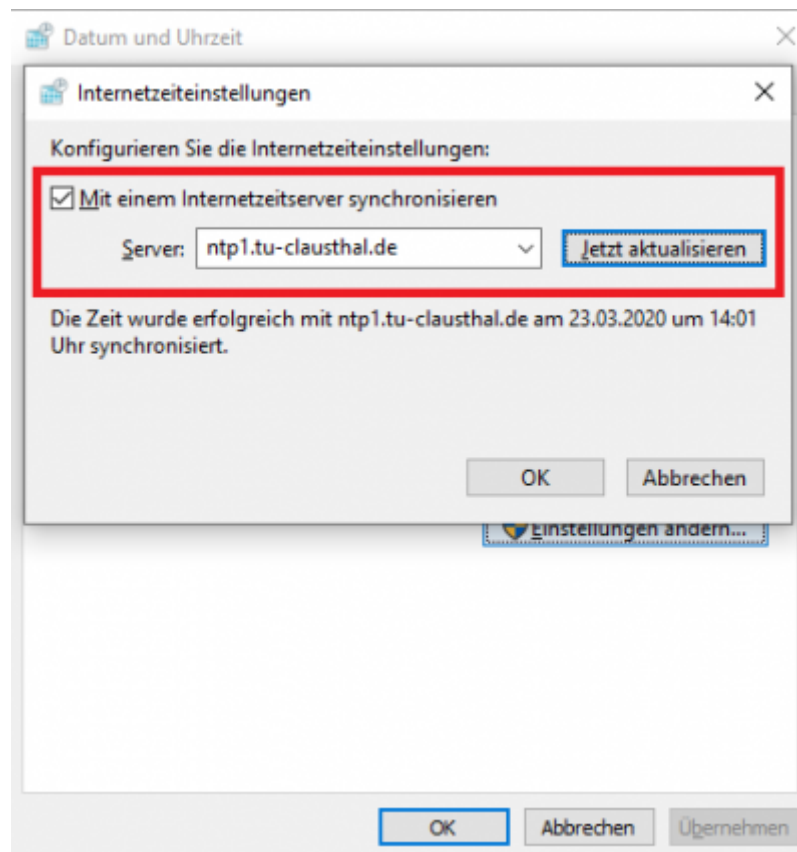 Datum und Uhrzeit
Internetzeiteinstellungen
Konfigurieren Sie die Internetzeiteinstellungen:
Mit einem Internetzeitserver synchronisieren
Server: ntp1.tu-clausthal.de Jetzt aktualisieren
Die Zeit wurde erfolgreich mit ntp1.tu-clausthal.de am 23.03.2020 um 14:01
Uhr synchronisiert.
OK Abbrechen
Einstellungen ändern...
OK Abbrechen Übernehmen